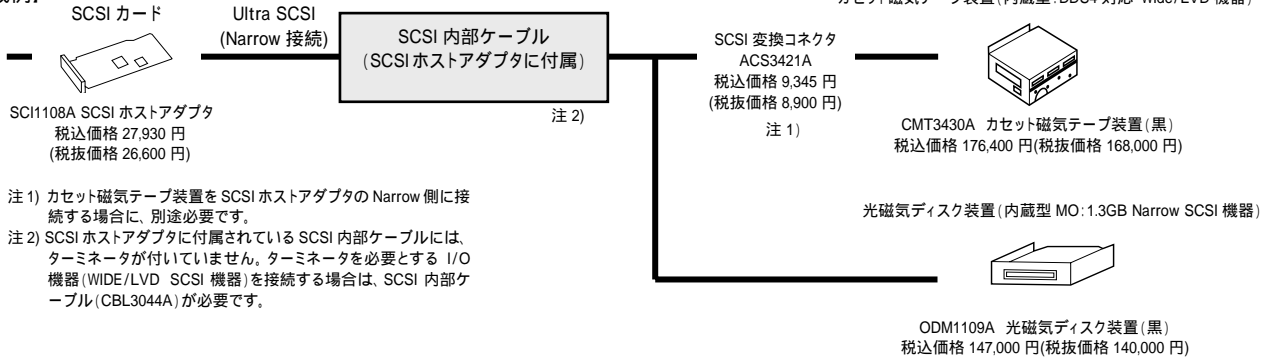 SCSI カード
Ultra SCSI
(Narrow 接続)
SCSI 内部ケーブル
(SCSI ホストアダプタに付属)
注 2)
SCI1108A SCSI ホストアダプタ
税込価格 27,930 円
(税抜価格 26,600 円)
SCSI 変換コネクタ
ACS3421A
税込価格 9,345 円
(税抜価格 8,900 円)
注 1)
CMT3430A カセット磁気テープ装置(黒)
税込価格 176,400 円(税抜価格 168,000 円)
注 1) カセット磁気テープ装置を SCSI ホストアダプタの Narrow 側に接
続する場合に、別途必要です。
注 2) SCSI ホストアダプタに付属されている SCSI 内部ケーブルには、
ターミネータが付いていません。ターミネータを必要とする I/O
機器(WIDE/LVD SCSI 機器)を接続する場合は、SCSI 内部ケ
ーブル(CBL3044A)が必要です。
光磁気ディスク装置(内蔵型 MO:1.3GB Narrow SCSI 機器)
ODM1109A 光磁気ディスク装置(黒)
税込価格 147,000 円(税抜価格 140,000 円)